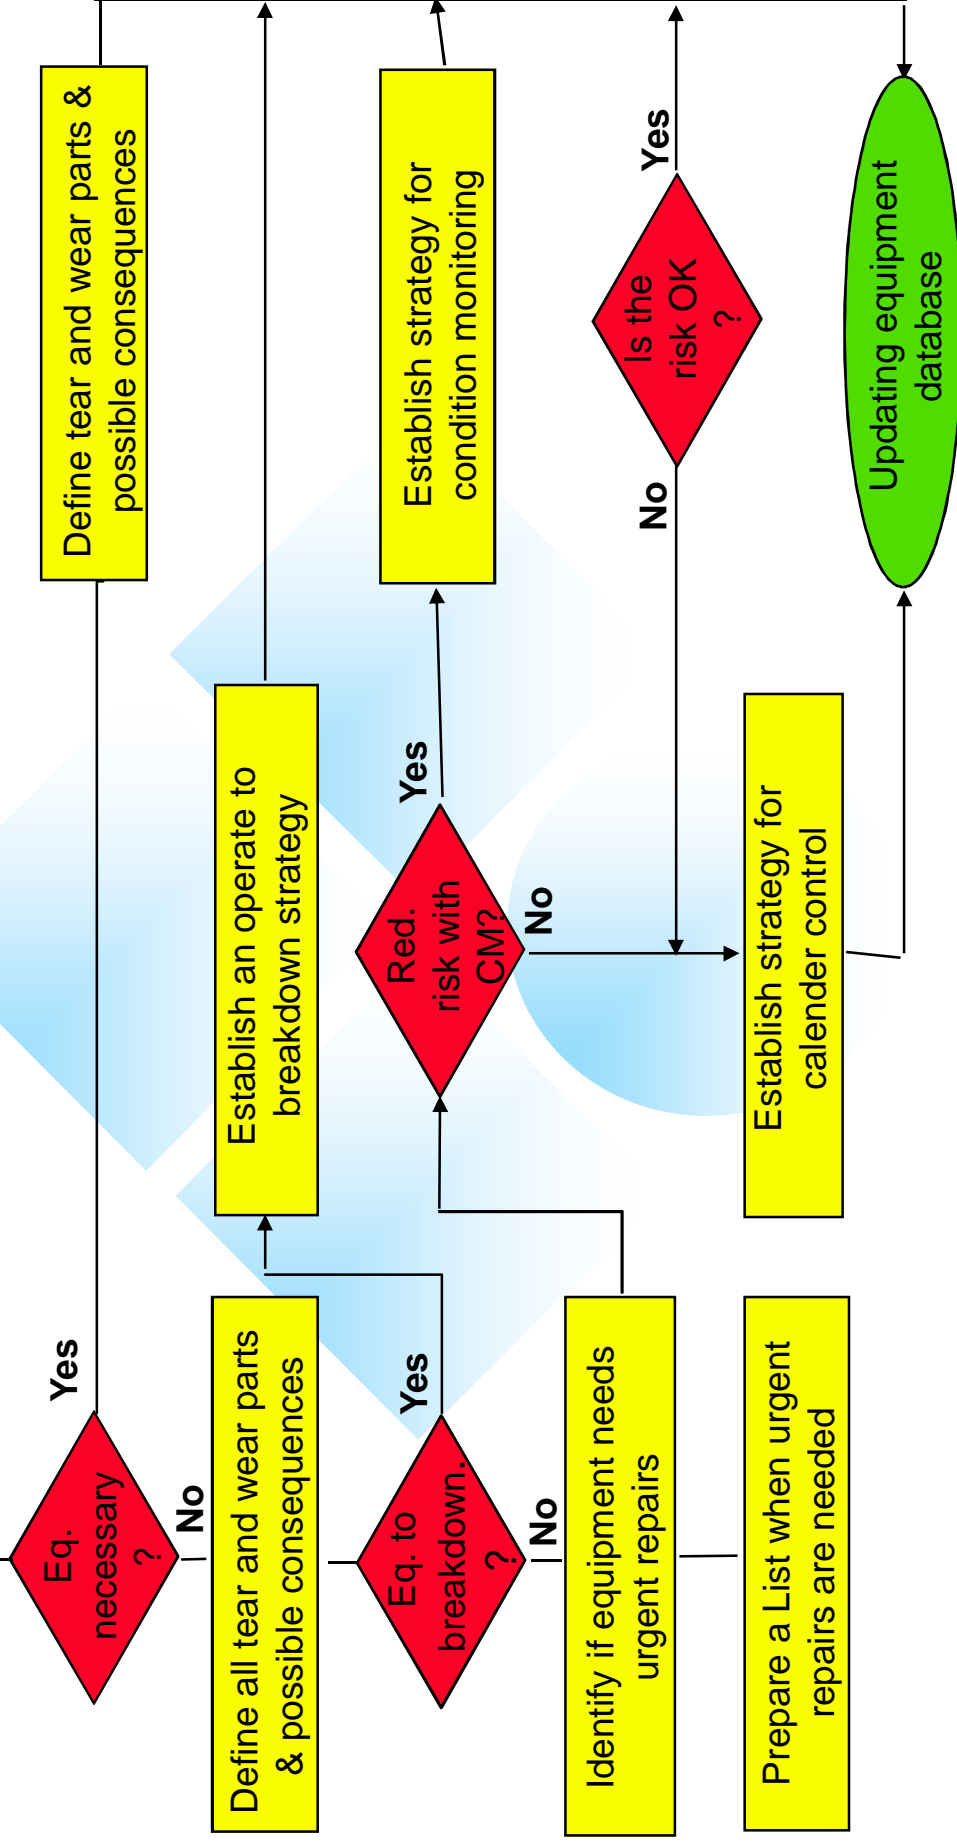 Eq.
necessary
?
Yes
No
Define tear and wear parts &
possible consequences
Define all tear and wear parts
& possible consequences
Establish an operate to
breakdown strategy
Eq. to
breakdown.
?
Yes
No
Red.
risk with
CM?
Yes
No
Establish strategy for
condition monitoring
Identify if equipment needs
urgent repairs
Is the
risk OK
?
Yes
No
Prepare a List when urgent
repairs are needed
Establish strategy for
calender control
Updating equipment
database